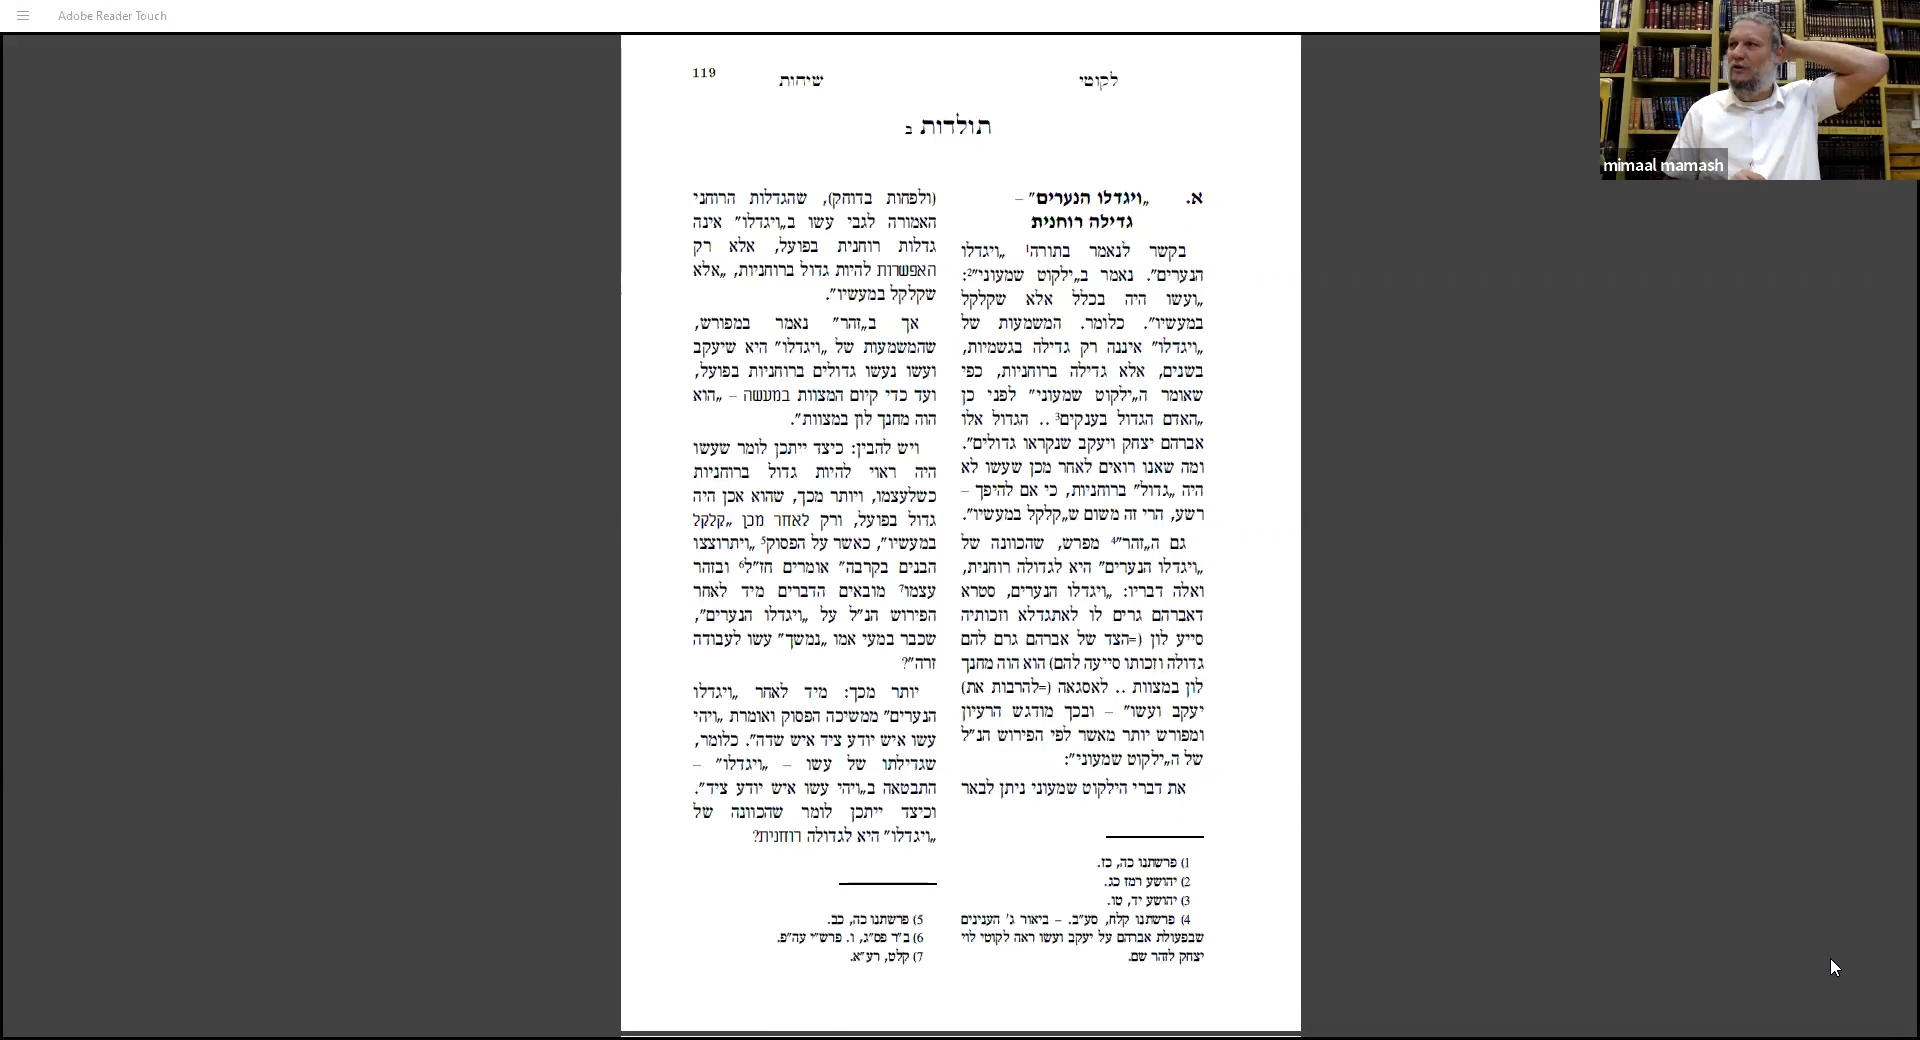 Adobe Reader Touch
mimaal mamash
119
לקוטי
שיחות
תולדות ב
א. „ויגדלו הנערים" –
גדילה רוחנית
בקשר לנאמר בתורה1 „ויגדלו
הנערים". נאמר ב„ילקוט שמעוני"2:
„ועשו היה בכלל אלא שקלקל
במעשיו". כלומר. המשמעות של
„ויגדלו" איננה רק גדילה בגשמיות,
בשנים, אלא גדילה ברוחניות, כפי
שאומר ה„ילקוט שמעוני" לפני כן
„האדם הגדול בענקים3 .. הגדול אלו
אברהם יצחק ויעקב שנקראו גדולים".
ומה שאנו רואים לאחר מכן שעשו לא
היה „גדול" ברוחניות, כי אם להיפך –
רשע, הרי זה משום ש„קלקל במעשיו".
גם ה„זהר"4 מפרש, שהכוונה של
„ויגדלו הנערים" היא לגדולה רוחנית,
ואלה דבריו: „ויגדלו הנערים, סטרא
דאברהם גרים לו לאתגדלא וזכותיה
סייע לון (=הצד של אברהם גרם להם
גדולה וזכותו סייעה להם) הוא הוה מחנך
לון במצוות .. לאסגאה (=להרבות את)
יעקב ועשו" – ובכך מודגש הרעיון
ומפורש יותר מאשר לפי הפירוש הנ"ל
של ה„ילקוט שמעוני":
את דברי הילקוט שמעוני ניתן לבאר
1) פרשתנו כה, כז.
2) יהושע רמז כג.
3) יהושע יד, טו.
4) פרשתנו קלח, סע"ב. – ביאור ג' הענינים
שבפעולת אברהם על יעקב ועשו ראה לקוטי לוי
יצחק לזהר שם.
(ולפחות בדוחק), שהגדלות הרוחני
האמורה לגבי עשו ב„ויגדלו" אינה
גדלות רוחנית בפועל, אלא רק
האפשרות להיות גדול ברוחניות, „אלא
שקלקל במעשיו".
אך ב„זהר" נאמר במפורש,
שהמשמעות של „ויגדלו" היא שיעקב
ועשו נעשו גדולים ברוחניות בפועל,
ועד כדי קיום המצוות במעשה – „הוא
הוה מחנך לון במצוות".
ויש להבין: כיצד ייתכן לומר שעשו
היה ראוי להיות גדול ברוחניות
כשלעצמו, ויותר מכך, שהוא אכן היה
גדול בפועל, ורק לאחר מכן „קלקל
במעשיו", כאשר על הפסוק5 „ויתרוצצו
הבנים בקרבה" אומרים חז"ל6 ובזהר
עצמו7 מובאים הדברים מיד לאחר
הפירוש הנ"ל על „ויגדלו הנערים",
שכבר במעי אמו „נמשך" עשו לעבודה
זרה"?
יותר מכך: מיד לאחר „ויגדלו
הנערים" ממשיכה הפסוק ואומרת „ויהי
עשו איש יודע ציד איש שדה". כלומר,
שגדילתו של עשו – „ויגדלו" –
התבטאה ב„ויהי עשו איש יודע ציד".
וכיצד ייתכן לומר שהכוונה של
„ויגדלו" היא לגדולה רוחנית?
5) פרשתנו כה, כב.
6) ב"ר פס"ג, ו. פרש"י עה"פ.
7) קלט, רע"א.